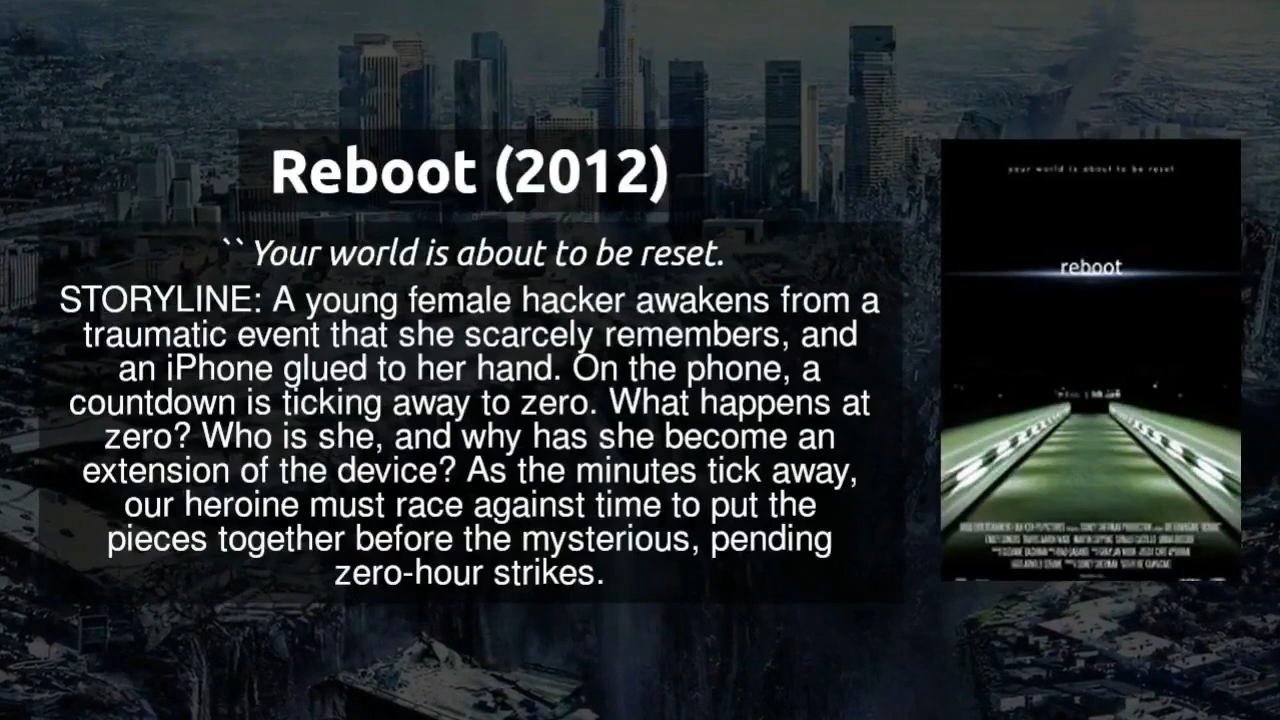 Reboot (2012)
`` Your world is about to be reset.
STORYLINE: A young female hacker awakens from a
traumatic event that she scarcely remembers, and
an iPhone glued to her hand. On the phone, a
countdown is ticking away to zero. What happens at
zero? Who is she, and why has she become an
extension of the device? As the minutes tick away,
our heroine must race against time to put the
pieces together before the mysterious, pending
zero-hour strikes.
your world is about to be reset
reboot